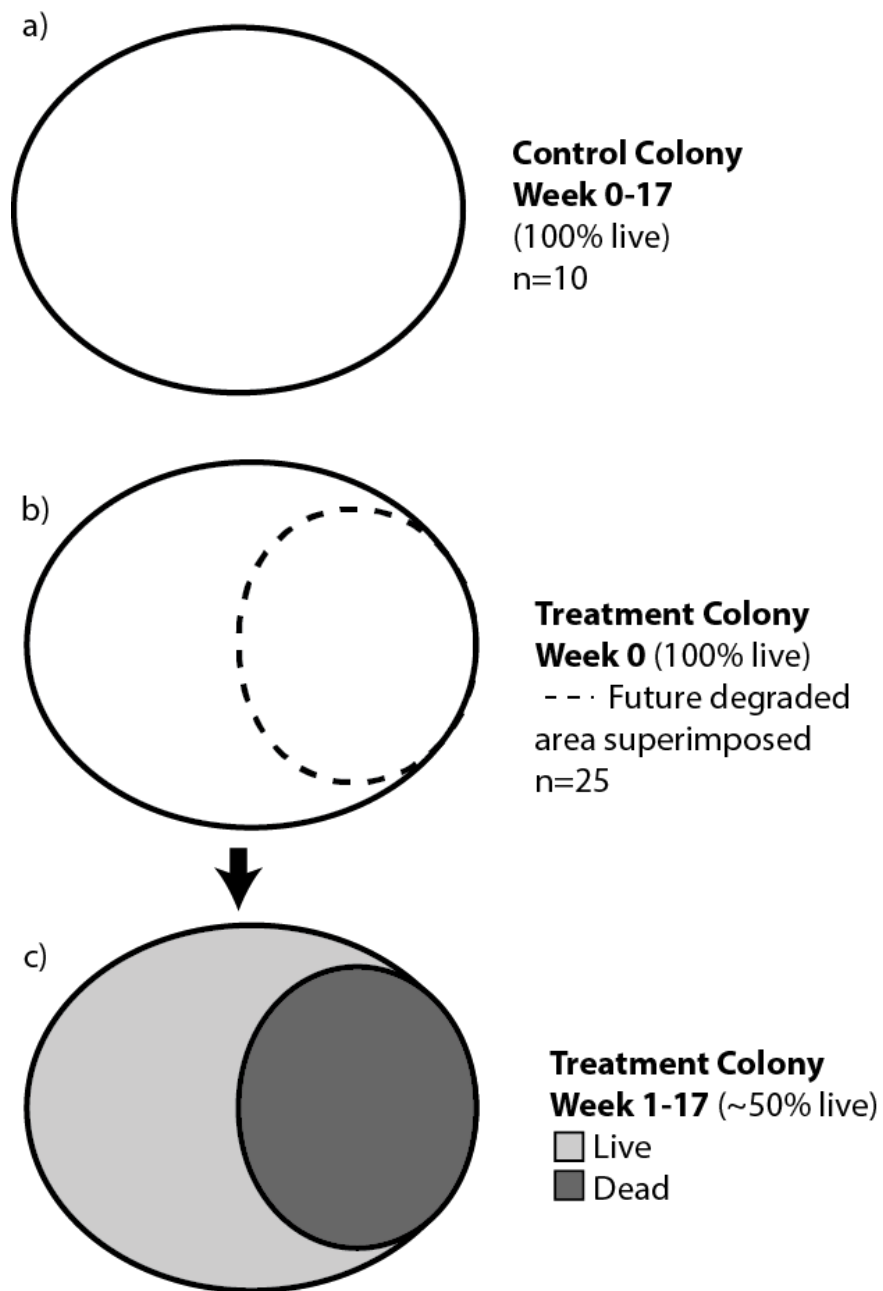 a)
Control Colony
Week 0-17
(100% live)
n=10
b)
Treatment Colony
Week 0 (100% live)
--- Future degraded
area superimposed
n=25
c)
Treatment Colony
Week 1-17 (~50% live)
Live
Dead